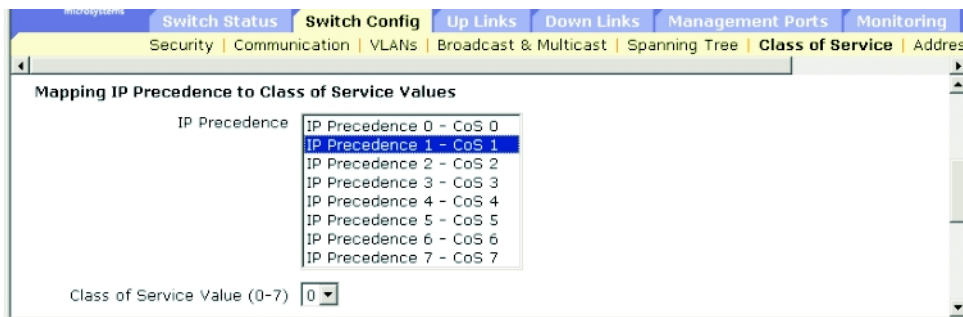 microsystems
Switch Status Switch Config Up Links Down Links Management Ports Monitoring
Security | Communication | VLANs | Broadcast & Multicast | Spanning Tree | Class of Service | Addres
Mapping IP Precedence to Class of Service Values
IP Precedence
IP Precedence 0 - CoS 0
IP Precedence 1 - CoS 1
IP Precedence 2 - CoS 2
IP Precedence 3 - CoS 3
IP Precedence 4 - CoS 4
IP Precedence 5 - CoS 5
IP Precedence 6 - CoS 6
IP Precedence 7 - CoS 7
Class of Service Value (0-7) 0